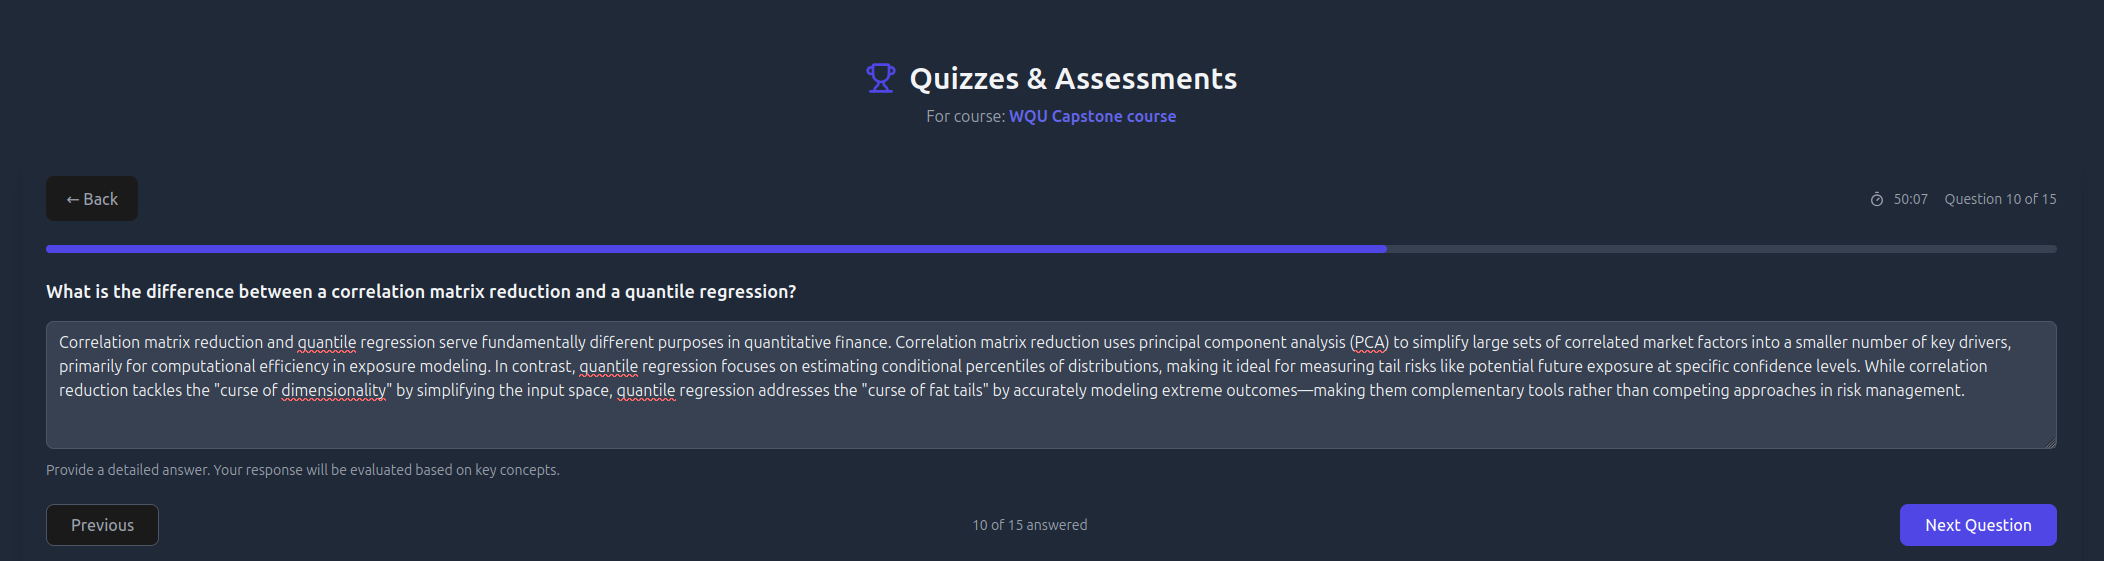 Quizzes & Assessments
For course: WQU Capstone course
← Back
50:07 Question 10 of 15
What is the difference between a correlation matrix reduction and a quantile regression?
Correlation matrix reduction and quantile regression serve fundamentally different purposes in quantitative finance. Correlation matrix reduction uses principal component analysis (PCA) to simplify large sets of correlated market factors into a smaller number of key drivers,
primarily for computational efficiency in exposure modeling. In contrast, quantile regression focuses on estimating conditional percentiles of distributions, making it ideal for measuring tail risks like potential future exposure at specific confidence levels. While correlation
reduction tackles the "curse of dimensionality" by simplifying the input space, quantile regression addresses the "curse of fat tails" by accurately modeling extreme outcomes—making them complementary tools rather than competing approaches in risk management.
Provide a detailed answer. Your response will be evaluated based on key concepts.
Previous
10 of 15 answered
Next Question